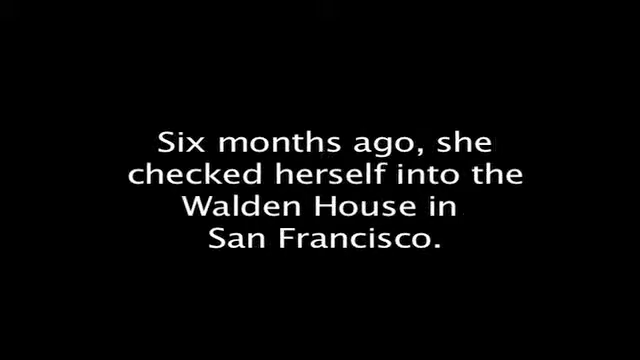 Six months ago, she
checked herself into the
Walden House in
San Francisco.